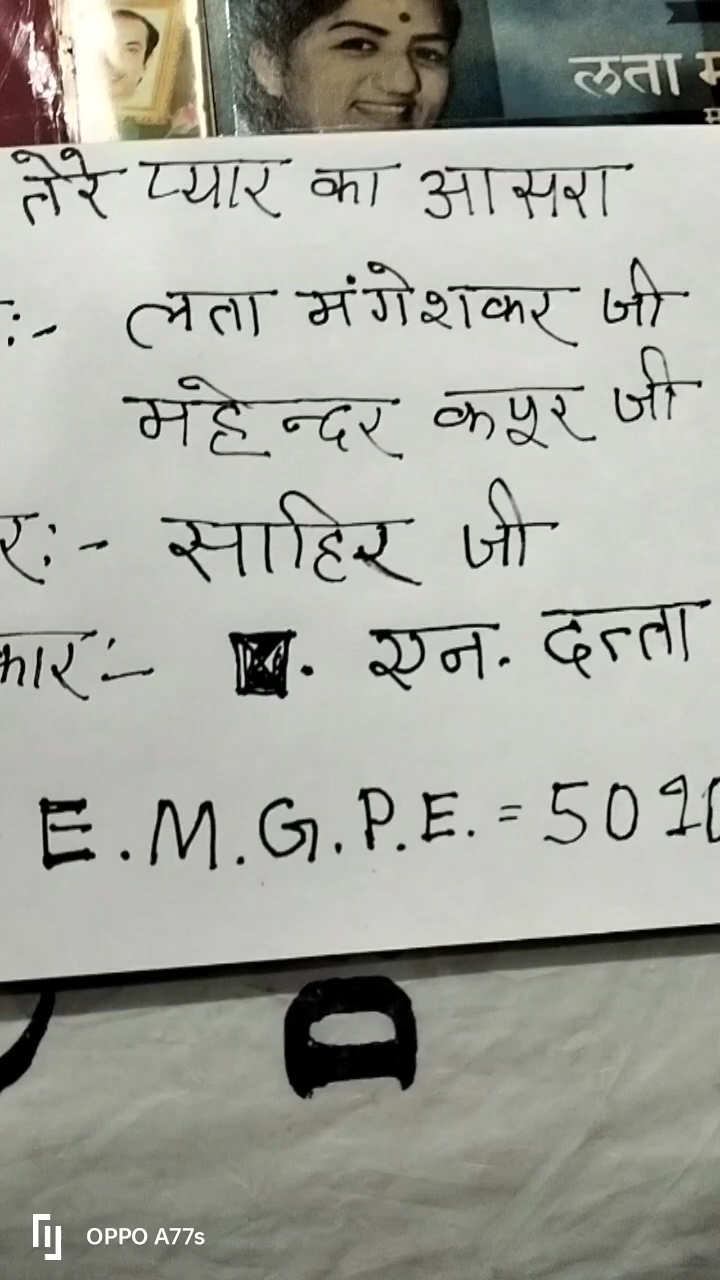 लता
तेरे प्यार का आसरा
:- लता मंगेशकर जी
महेन्दर कपूर जी
र:- साहिर जी
कार:- . एन. दत्ता
E.M.G.P.E. = 501
OPPO A77s